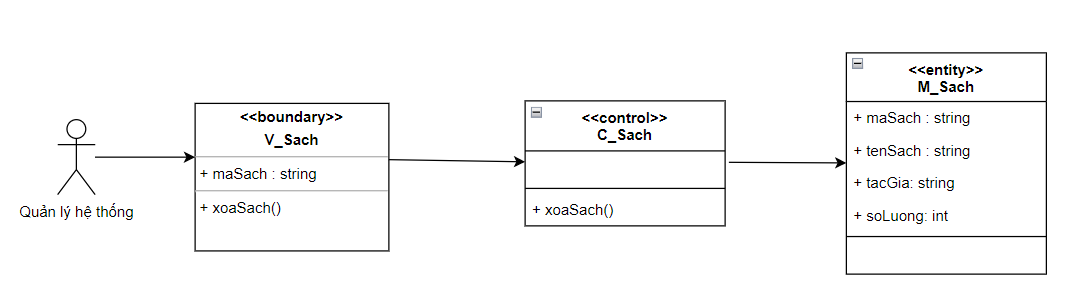 Quản lý hệ thống
<<boundary>>
V_Sach
+ maSach : string
+ xoaSach()
<<control>>
C_Sach
+ xoaSach()
<<entity>>
M_Sach
+ maSach : string
+ tenSach : string
+ tacGia: string
+ soLuong: int